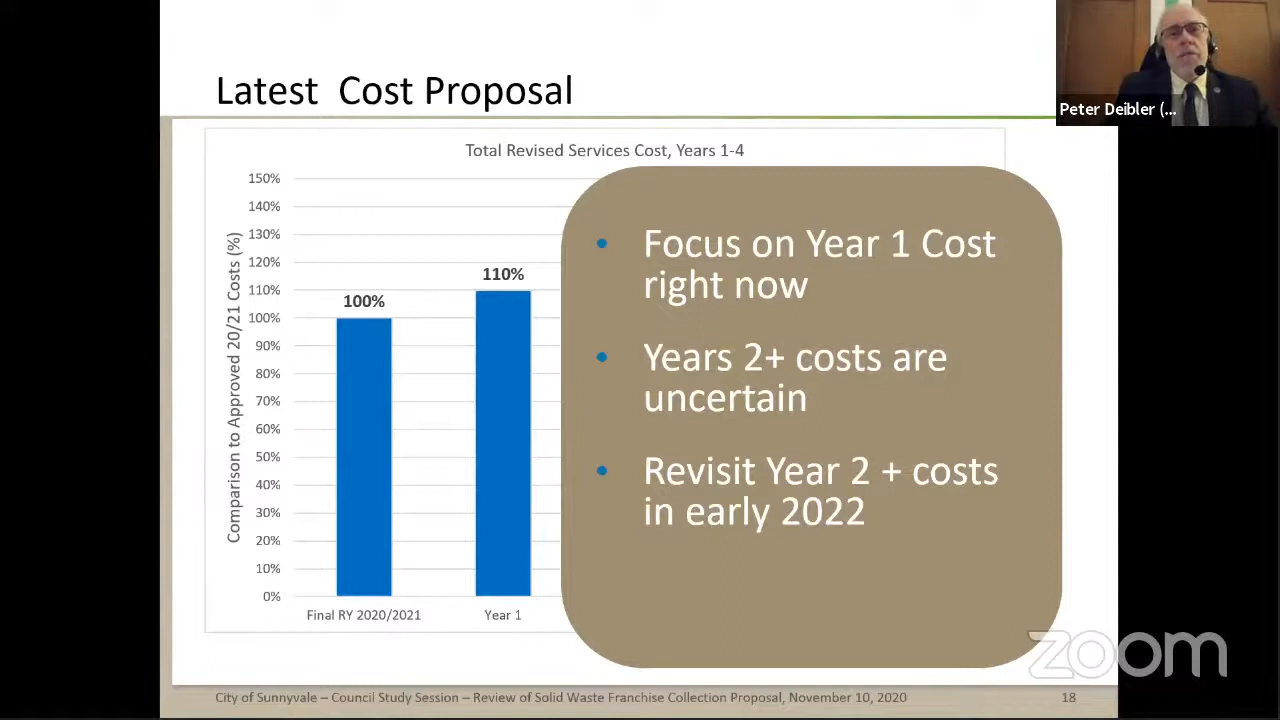 Latest  Cost Proposal
Peter Deibler (...
Total Revised Services Cost, Years 1-4
Comparison to Approved 20/21 Costs (%)
150%
140%
130%
120%
110%
100%
90%
80%
70%
60%
50%
40%
30%
20%
10%
0%
100%
110%
Final RY 2020/2021
Year 1
• Focus on Year 1 Cost
right now
• Years 2+ costs are
uncertain
• Revisit Year 2 + costs
in early 2022
zoom
City of Sunnyvale – Council Study Session – Review of Solid Waste Franchise Collection Proposal, November 10, 2020
18